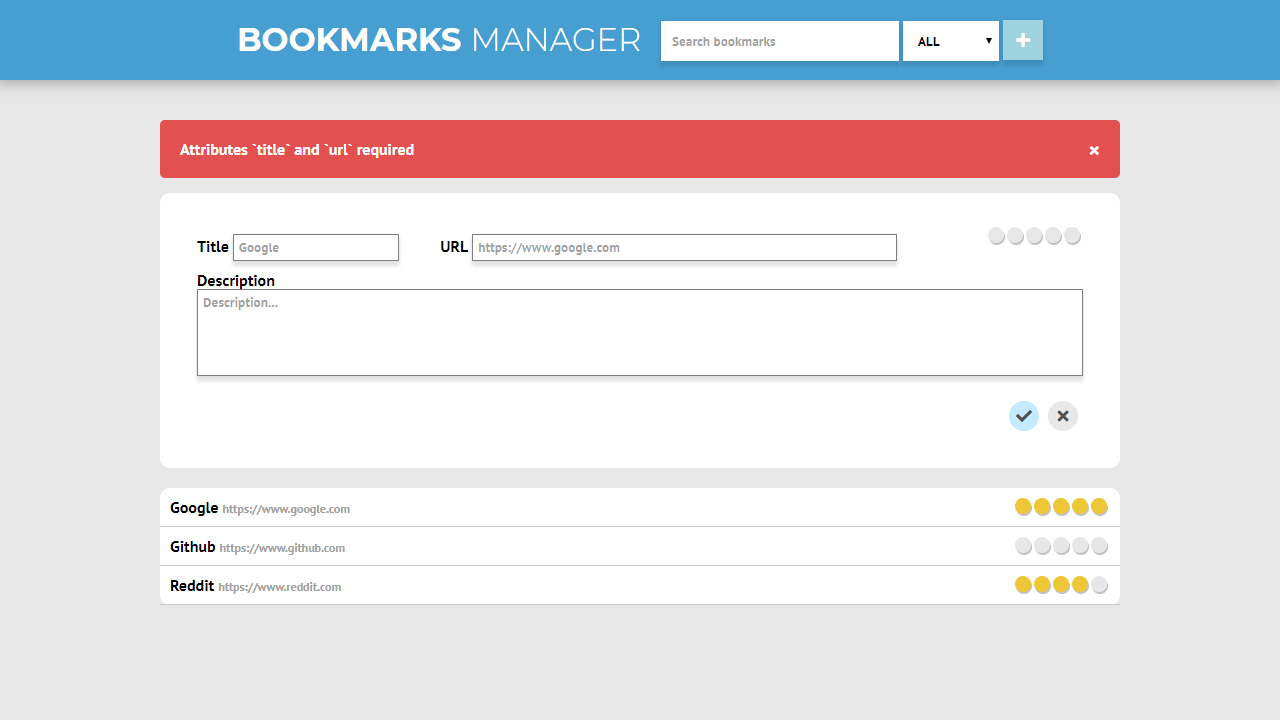 BOOKMARKS MANAGER Search bookmarks ALL
Attributes `title` and `url` required
Title Google URL https://www.google.com
Description
Description...
Google https://www.google.com
Github https://www.github.com
Reddit https://www.reddit.com